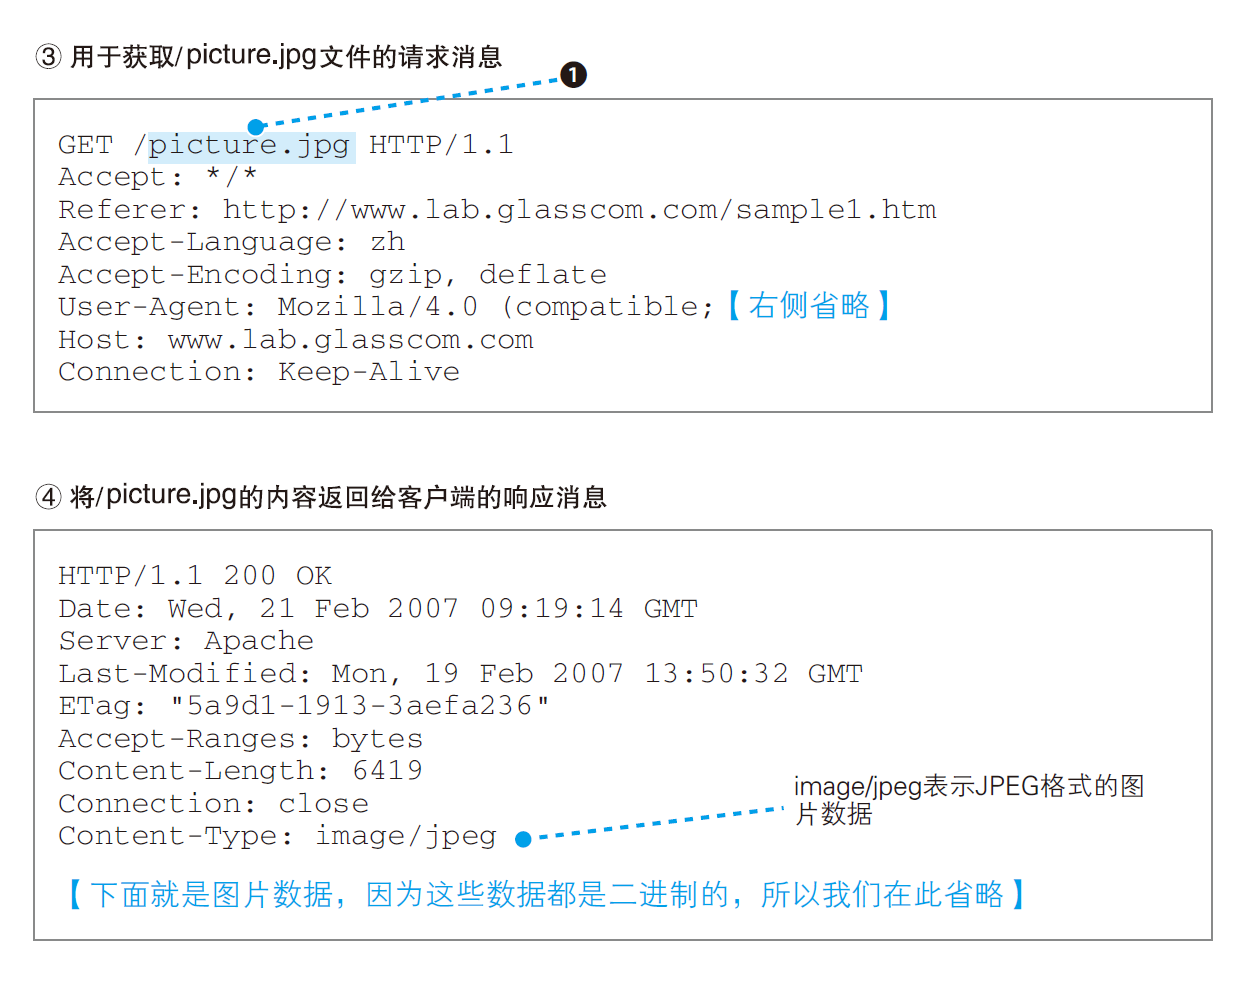 ③ 用于获取/picture.jpg文件的请求消息
❶
GET /picture.jpg HTTP/1.1
Accept: */*
Referer: http://www.lab.glasscom.com/sample1.htm
Accept-Language: zh
Accept-Encoding: gzip, deflate
User-Agent: Mozilla/4.0 (compatible;【右侧省略】
Host: www.lab.glasscom.com
Connection: Keep-Alive
④ 将/picture.jpg的内容返回给客户端的响应消息
HTTP/1.1 200 OK
Date: Wed, 21 Feb 2007 09:19:14 GMT
Server: Apache
Last-Modified: Mon, 19 Feb 2007 13:50:32 GMT
ETag: "5a9d1-1913-3aefa236"
Accept-Ranges: bytes
Content-Length: 6419
Connection: close
Content-Type: image/jpeg
image/jpeg表示JPEG格式的图
片数据
【下面就是图片数据，因为这些数据都是二进制的，所以我们在此省略】